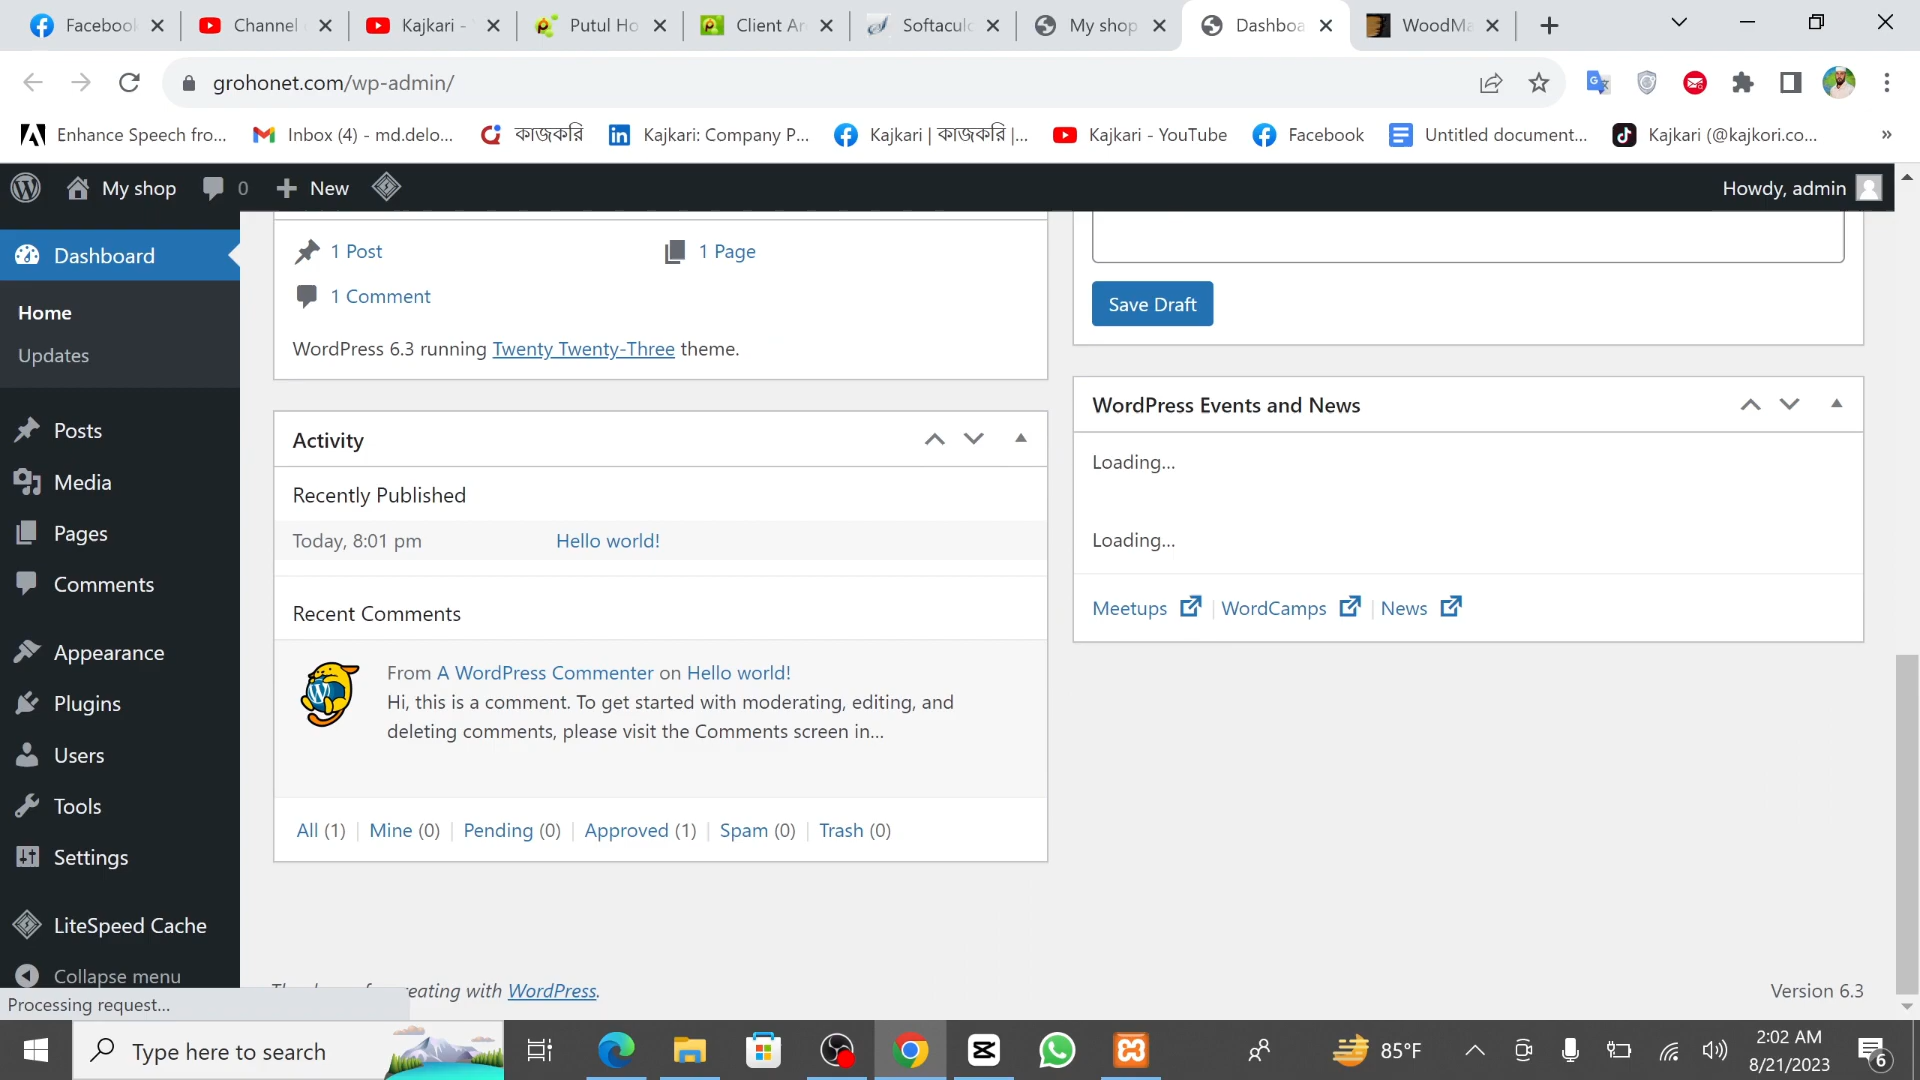 Facebook
Channel
Kajkari -
Putul Ho
Client Ar
Softacul
My shop
Dashboa
WoodMa
grohonet.com/wp-admin/
Enhance Speech fro...
Inbox (4) - md.delo...
কাজকরি
Kajkari: Company P...
Kajkari | কাজকরি |...
Kajkari - YouTube
Facebook
Untitled document...
Kajkari (@kajkori.co...
»
My shop
0
New
Howdy, admin
Dashboard
Home
Updates
Posts
Media
Pages
Comments
Appearance
Plugins
Users
Tools
Settings
LiteSpeed Cache
Collapse menu
Processing request...
1 Post
1 Page
1 Comment
WordPress 6.3 running Twenty Twenty-Three theme.
Activity
Recently Published
Today, 8:01 pm Hello world!
Recent Comments
From A WordPress Commenter on Hello world!
Hi, this is a comment. To get started with moderating, editing, and
deleting comments, please visit the Comments screen in...
All (1) | Mine (0) | Pending (0) | Approved (1) | Spam (0) | Trash (0)
Save Draft
WordPress Events and News
Loading...
Loading...
Meetups | WordCamps | News
eating with WordPress.
Version 6.3
Type here to search
85°F
2:02 AM
8/21/2023
6